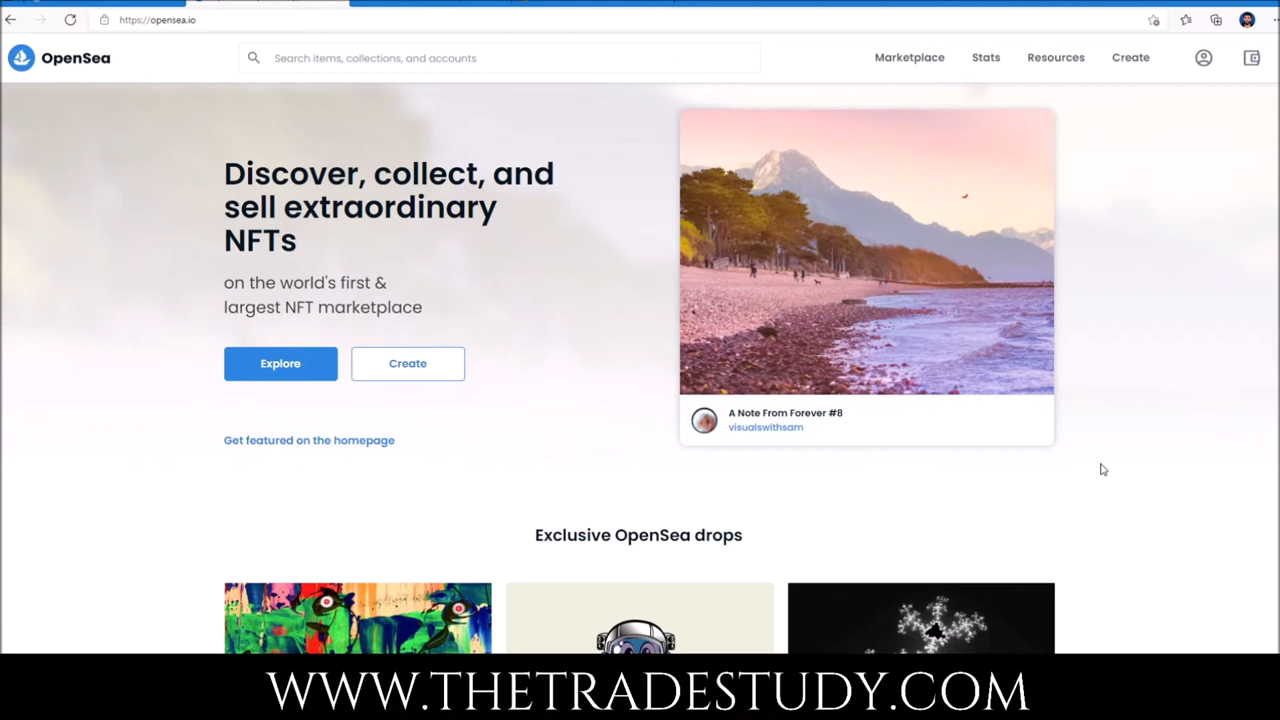 https://opensea.io
OpenSea
Search items, collections, and accounts
Marketplace
Stats
Resources
Create
Discover, collect, and
sell extraordinary
NFTs
on the world's first &
largest NFT marketplace
Explore
Create
Get featured on the homepage
A Note From Forever #8
visualswithsam
Exclusive OpenSea drops
WWW.THETRADESTUDY.COM